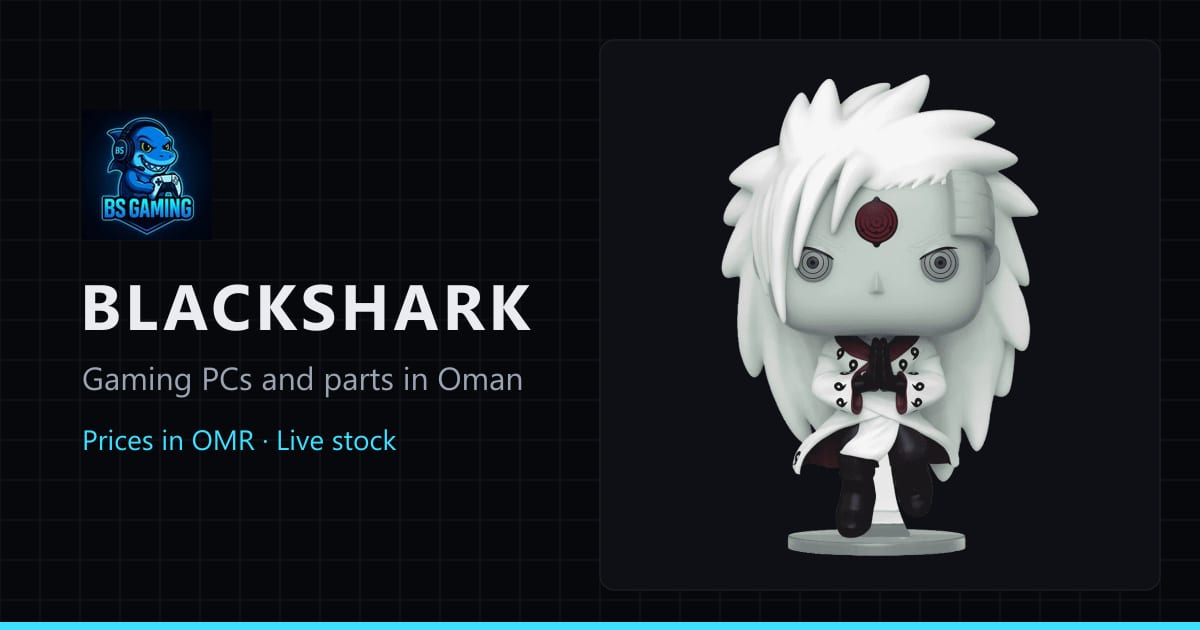 BS
BS GAMING
BLACKSHARK
Gaming PCs and parts in Oman
Prices in OMR · Live stock